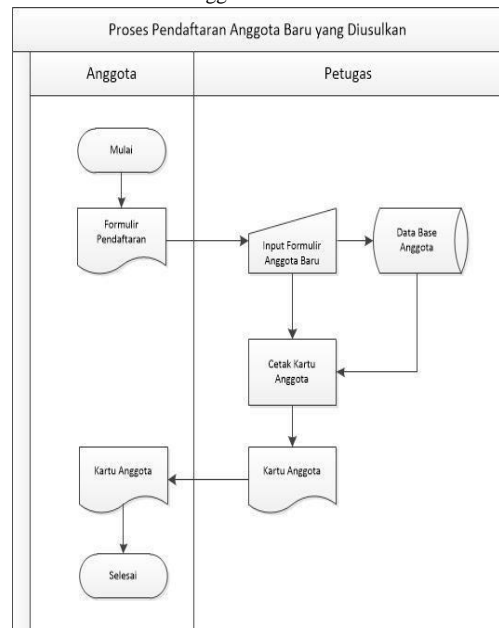 Proses Pendaftaran Anggota Baru yang Diusulkan
Anggota
Petugas
Mulai
Formulir
Pendaftaran
Input Formulir
Anggota Baru
Data Base
Anggota
Cetak Kartu
Anggota
Kartu Anggota
Kartu Anggota
Selesai